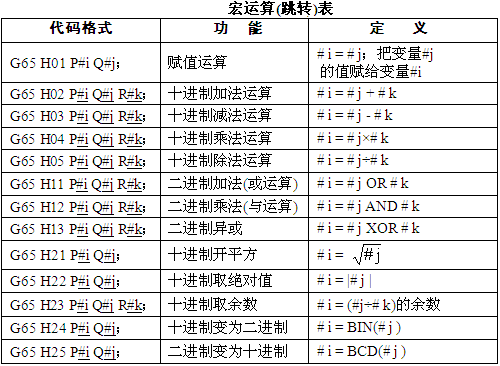 宏运算(跳转)表
代码格式 功 能 定 义
G65 H01 P#i Q#j； 赋值运算 # i = # j；把变量#j
的值赋给变量#i
G65 H02 P#i Q#j R#k； 十进制加法运算 # i = # j + # k
G65 H03 P#i Q#j R#k； 十进制减法运算 # i = # j - # k
G65 H04 P#i Q#j R#k； 十进制乘法运算 # i = # j×# k
G65 H05 P#i Q#j R#k； 十进制除法运算 # i = # j÷# k
G65 H11 P#i Q#j R#k； 二进制加法(或运算) # i = # j OR # k
G65 H12 P#i Q#j R#k； 二进制乘法(与运算) # i = # j AND # k
G65 H13 P#i Q#j R#k； 二进制异或 # i = # j XOR # k
G65 H21 P#i Q#j； 十进制开平方 # i = √# j
G65 H22 P#i Q#j； 十进制取绝对值 # i = |# j |
G65 H23 P#i Q#j R#k； 十进制取余数 # i = (# j÷# k)的余数
G65 H24 P#i Q#j； 十进制变为二进制 # i = BIN(# j )
G65 H25 P#i Q#j； 二进制变为十进制 # i = BCD(# j )